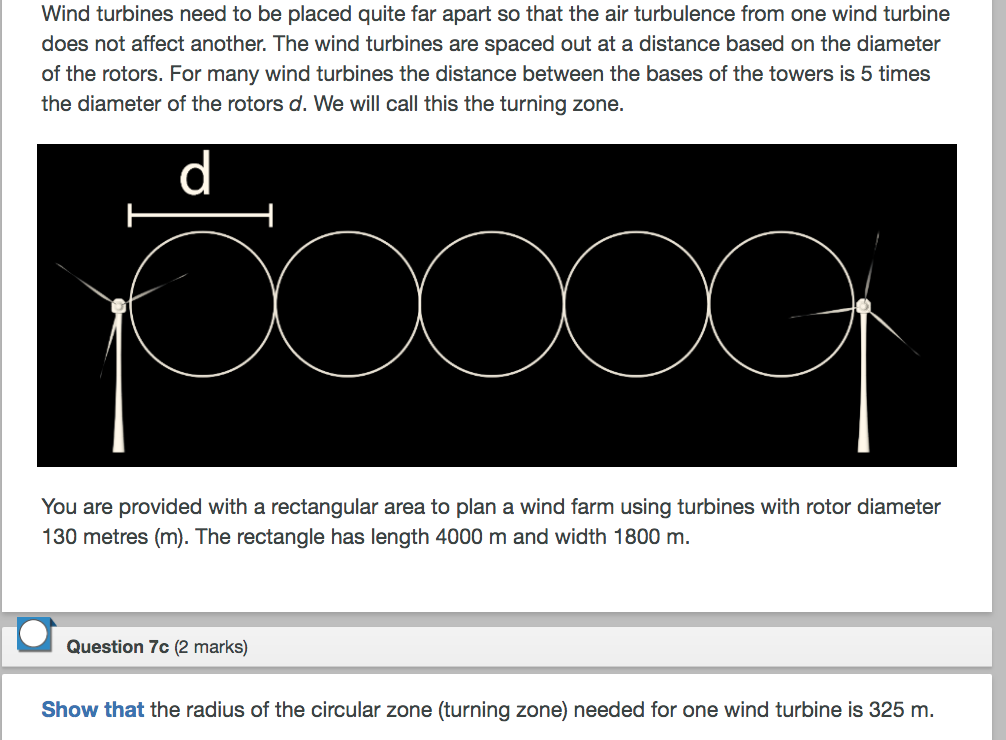 Wind turbines need to be placed quite far apart so that the air turbulence from one wind turbine
does not affect another. The wind turbines are spaced out at a distance based on the diameter
of the rotors. For many wind turbines the distance between the bases of the towers is 5 times
the diameter of the rotors d. We will call this the turning zone.
d
You are provided with a rectangular area to plan a wind farm using turbines with rotor diameter
130 metres (m). The rectangle has length 4000 m and width 1800 m.
Question 7c (2 marks)
Show that the radius of the circular zone (turning zone) needed for one wind turbine is 325 m.